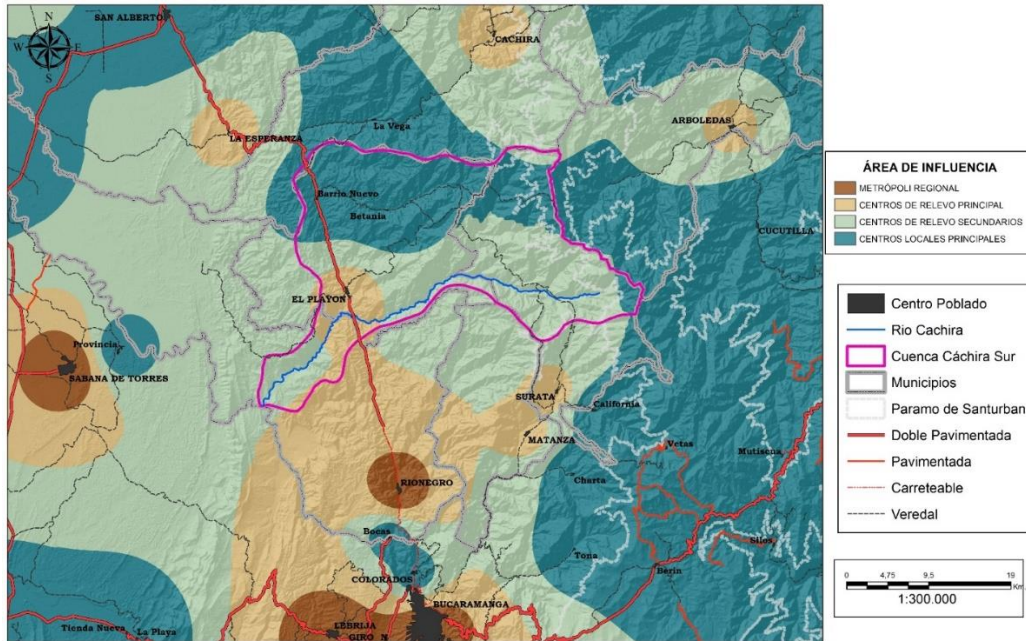 SAN ALBERTO
N
W
E
S
CACHIRA
La Vega
ARBOLEDAS
LA ESPERANZA
Barrio Nuevo
Betania
CUCUTILLA
EL PLAYON
Provincia
SABANA DE TORRES
SURATA
California
MATANZA
Vetas
Mutiscua
RIONEGRO
Charta
Bocas
Tona
Silos
Berin
COLORADOS
BUCARAMANGA
LEBRIJA
GIRO N
Tienda Nueva
La Playa
ÁREA DE INFLUENCIA
METRÓPOLI REGIONAL
CENTROS DE RELEVO PRINCIPAL
CENTROS DE RELEVO SECUNDARIOS
CENTROS LOCALES PRINCIPALES
Centro Poblado
Rio Cachira
Cuenca Cáchira Sur
Municipios
Paramo de Santurban
Doble Pavimentada
Pavimentada
Carreteable
Veredal
0 4,75 9,5 19
Km
1:300.000